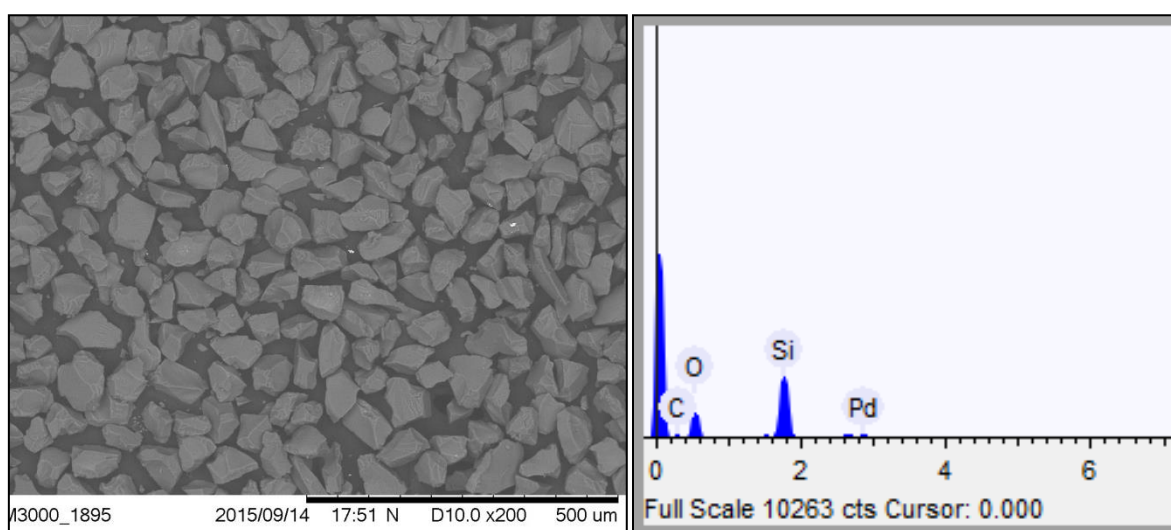 M3000_1895 2015/09/14 17:51 N D10.0 x200 500 um
Si
O
C
Pd
0 2 4 6
Full Scale 10263 cts Cursor: 0.000